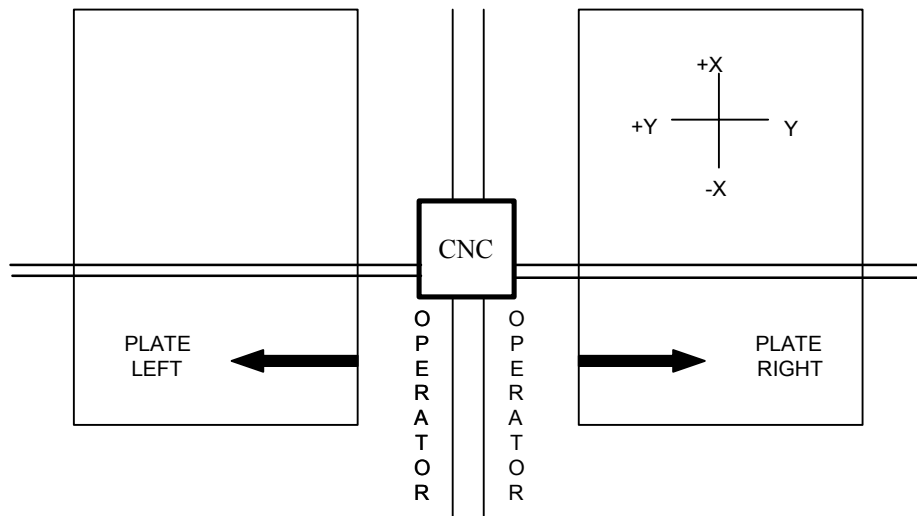 +X
+Y
Y
-X
CNC
PLATE
LEFT
OPERATOR
OPERATOR
PLATE
RIGHT